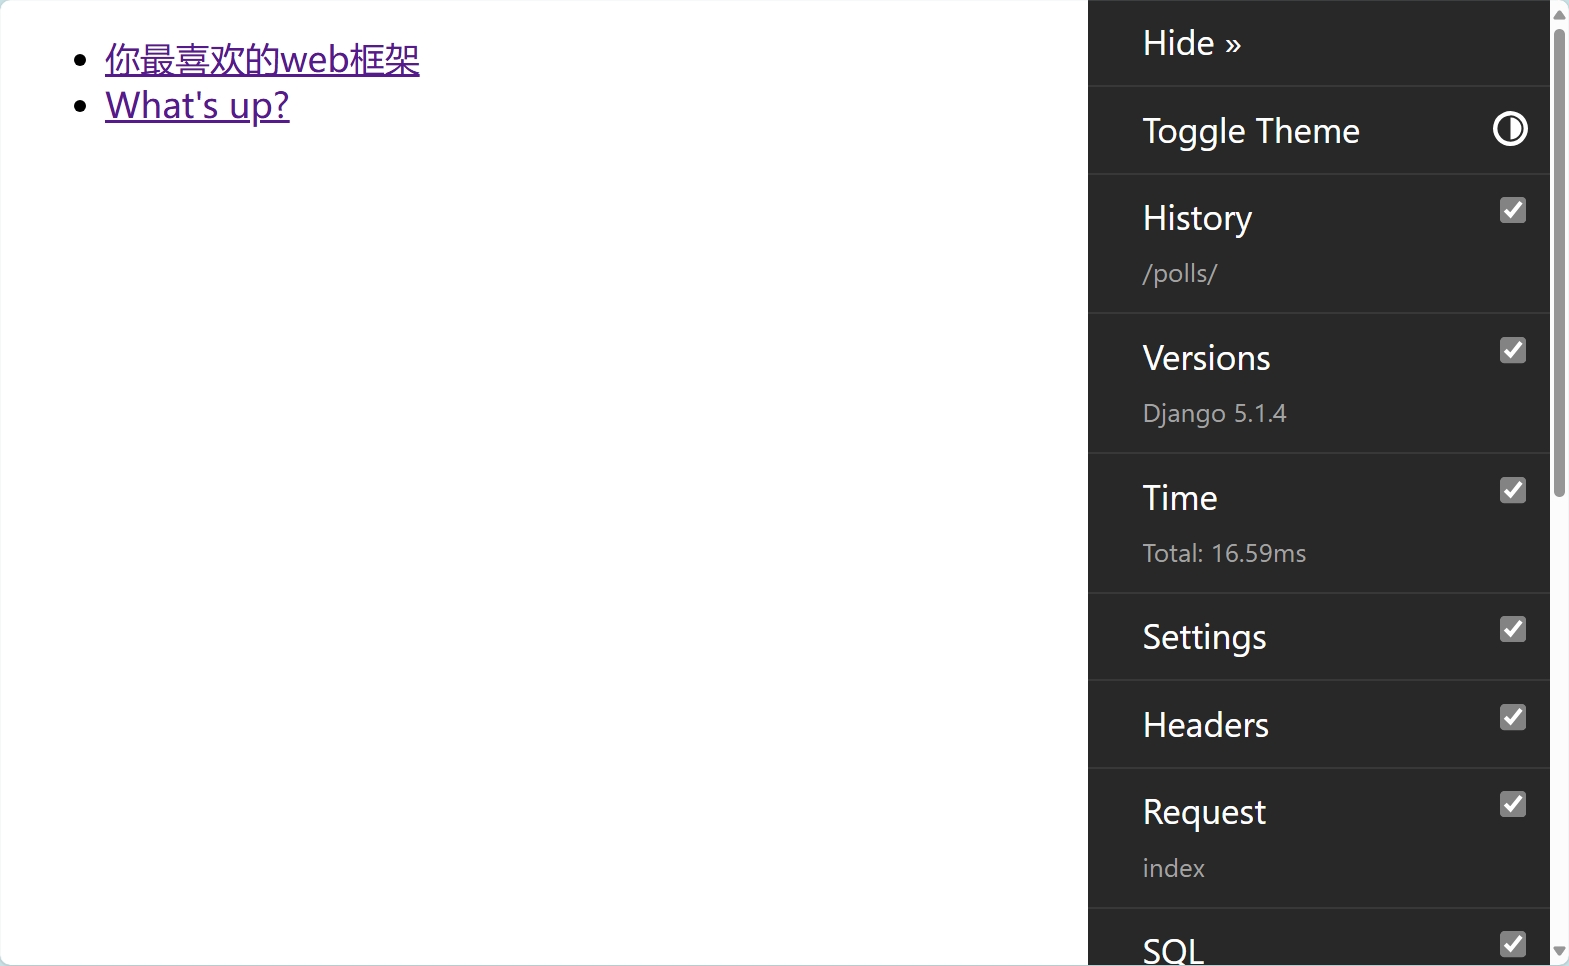 你最喜欢的web框架
What's up?
Hide »
Toggle Theme
History
/polls/
Versions
Django 5.1.4
Time
Total: 16.59ms
Settings
Headers
Request
index
SQL